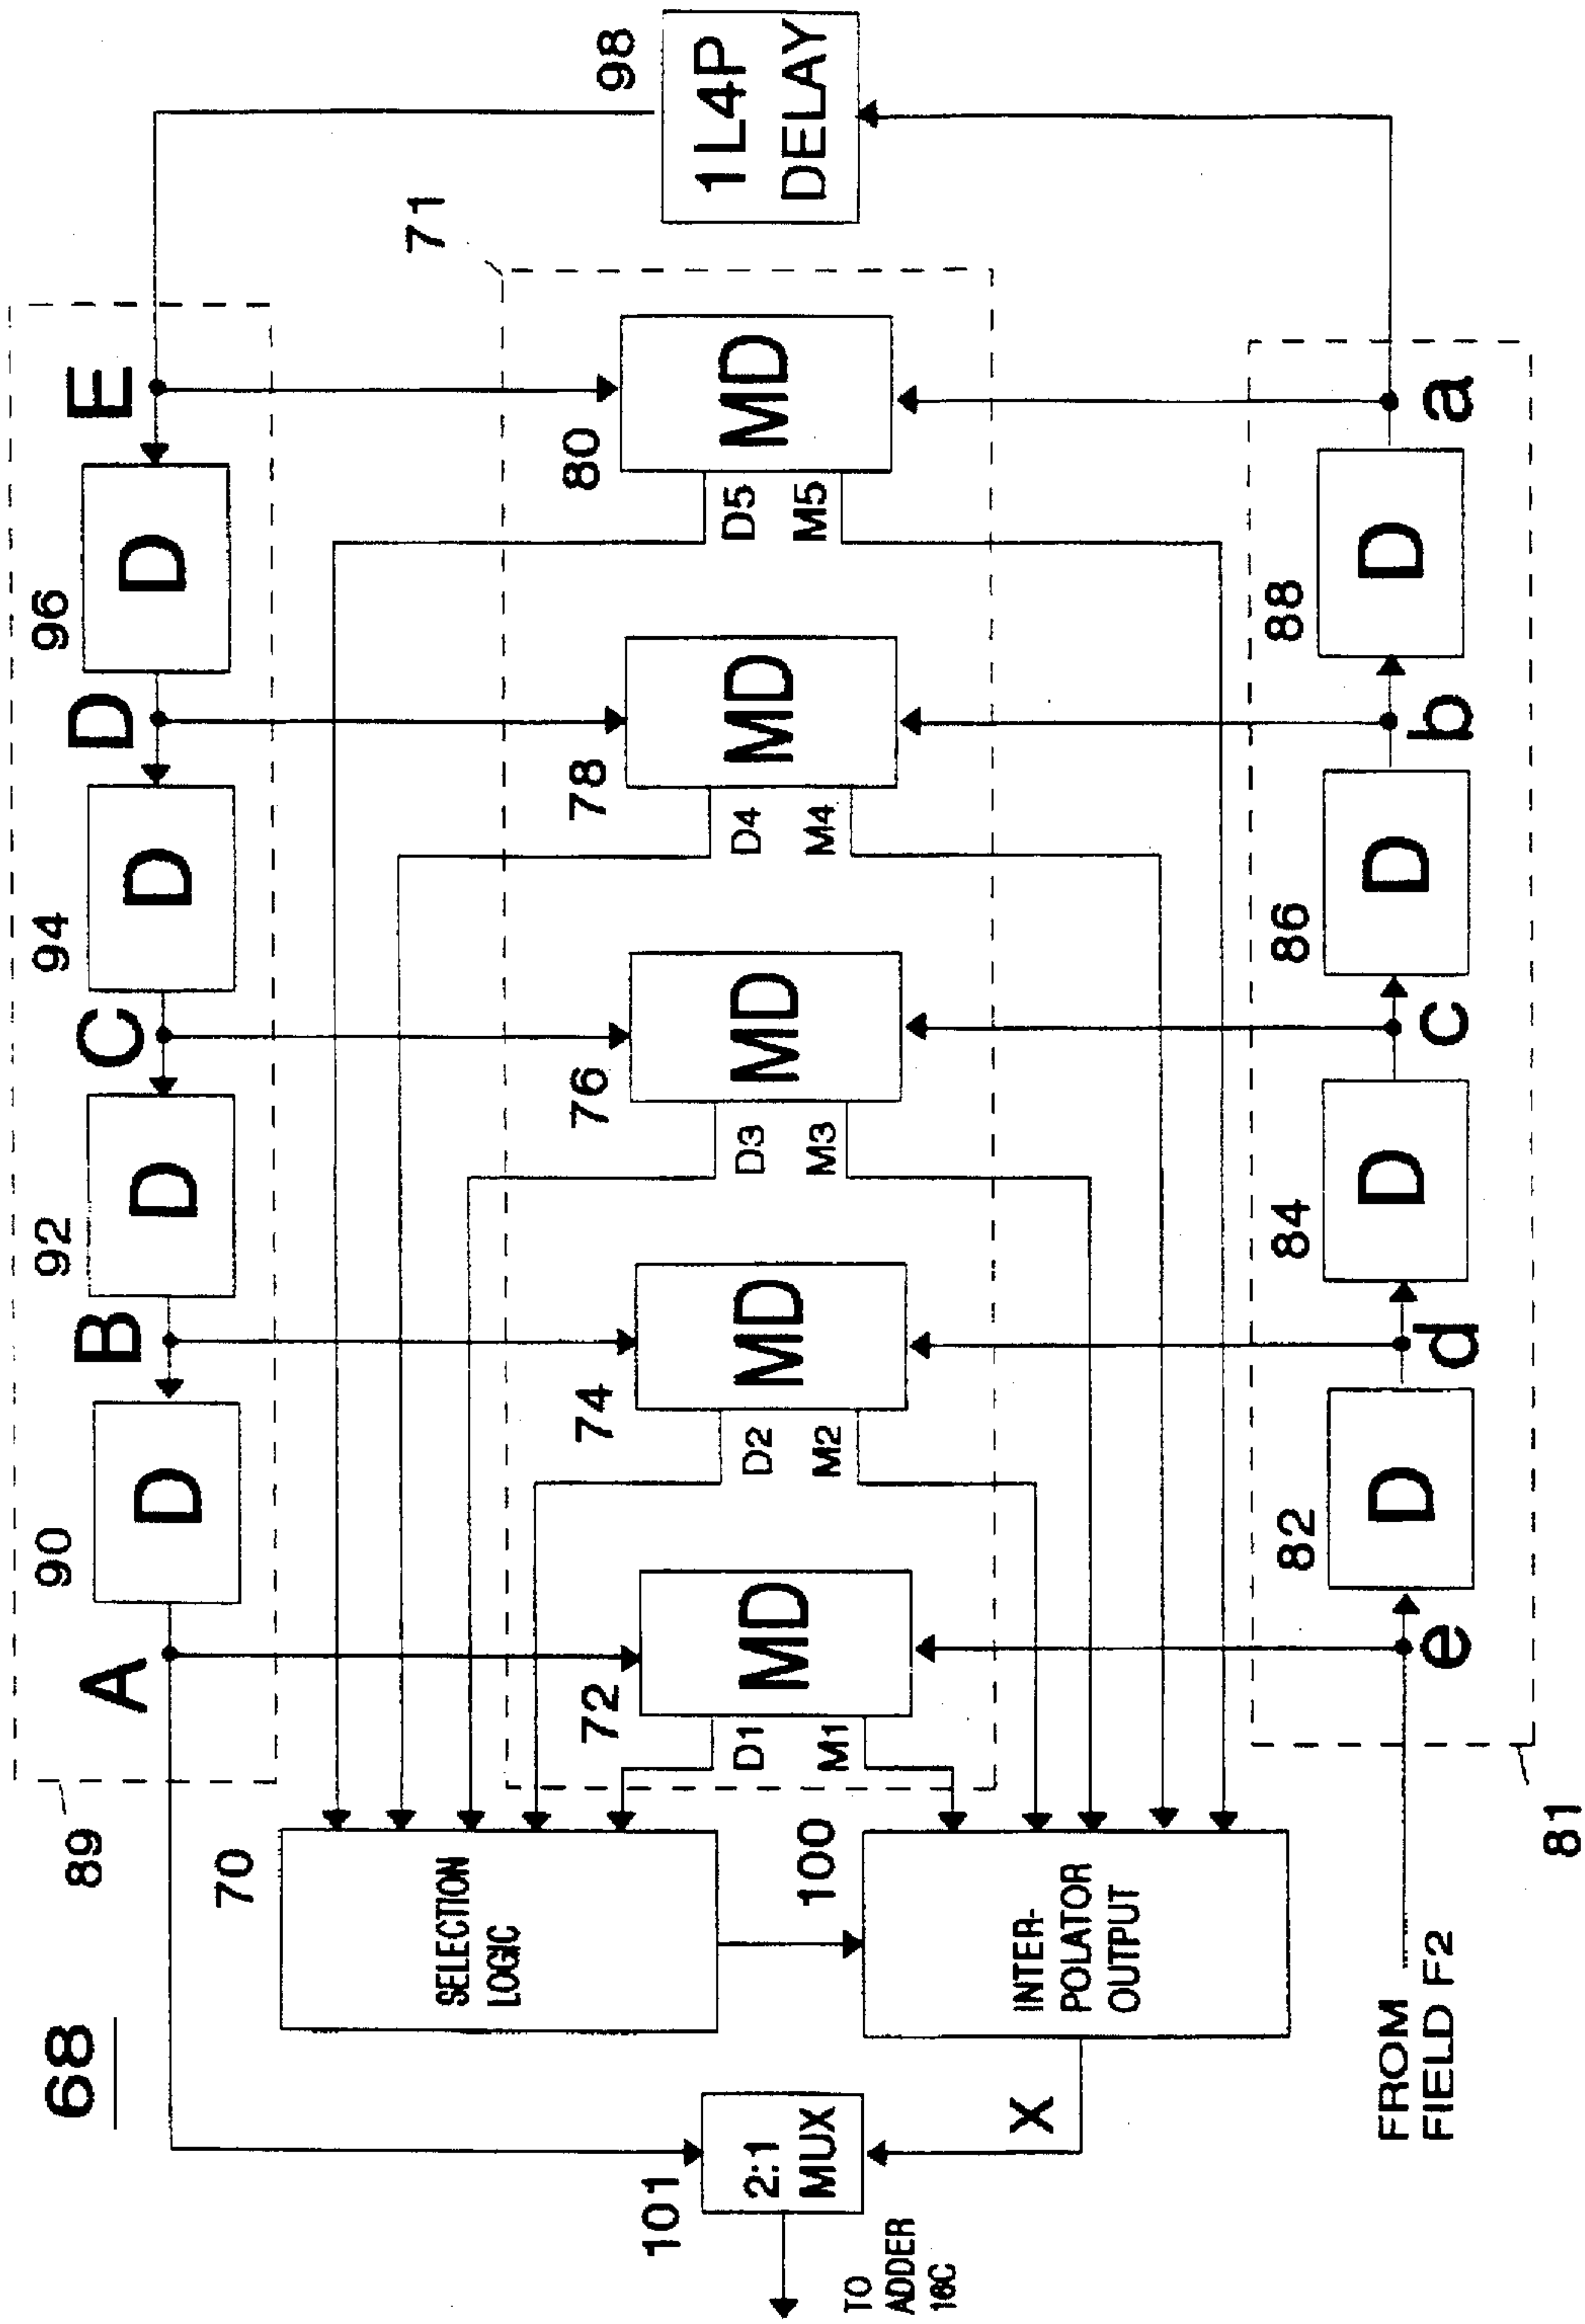 68
89
A
90
D
B
92
D
C
94
D
D
96
D
E
70
SELECTION
LOGIC
71
98
1L4P
DELAY
101
2:1
MUX
TO
ADDER
16C
X
100
INTER-
POLATOR
OUTPUT
72
MD
D1
M1
74
MD
D2
M2
76
MD
D3
M3
78
MD
D4
M4
80
MD
D5
M5
FROM
FIELD F2
81
e
82
D
d
84
D
c
86
D
b
88
D
a